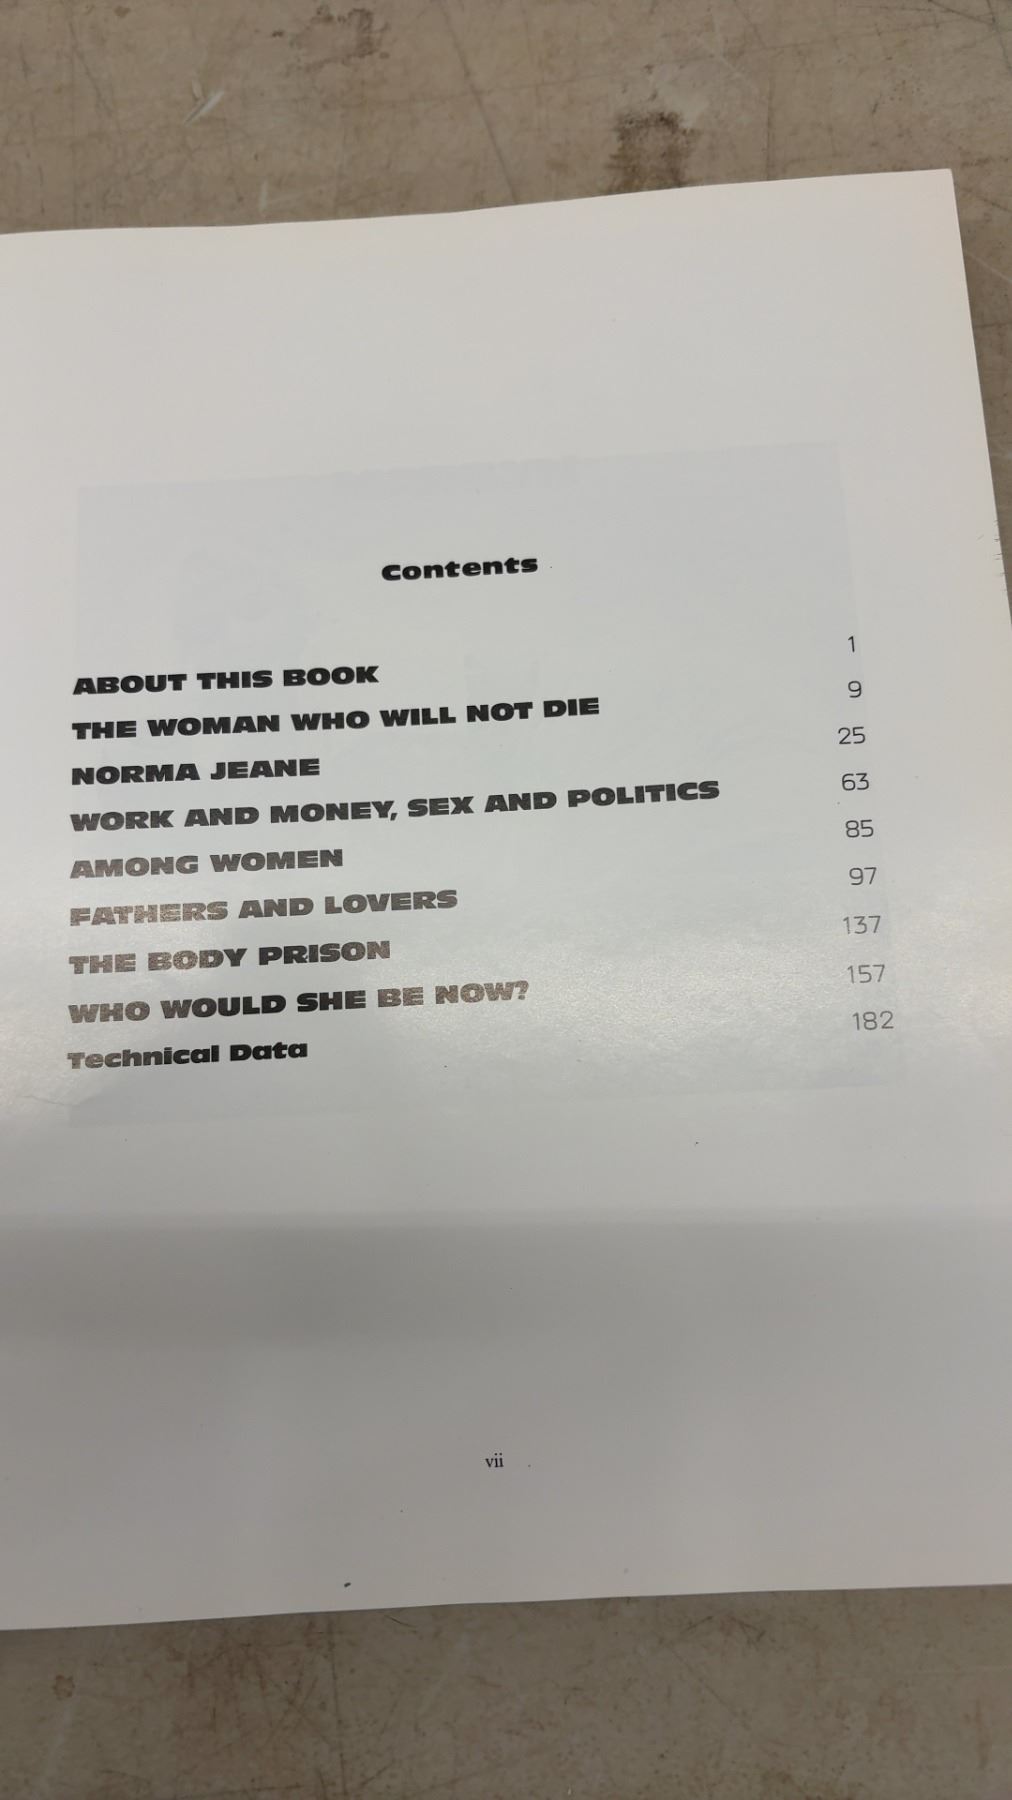 Contents
ABOUT THIS BOOK 1
THE WOMAN WHO WILL NOT DIE 9
NORMA JEANE 25
WORK AND MONEY, SEX AND POLITICS 63
AMONG WOMEN 85
FATHERS AND LOVERS 97
THE BODY PRISON 137
WHO WOULD SHE BE NOW? 157
Technical Data 182
vii